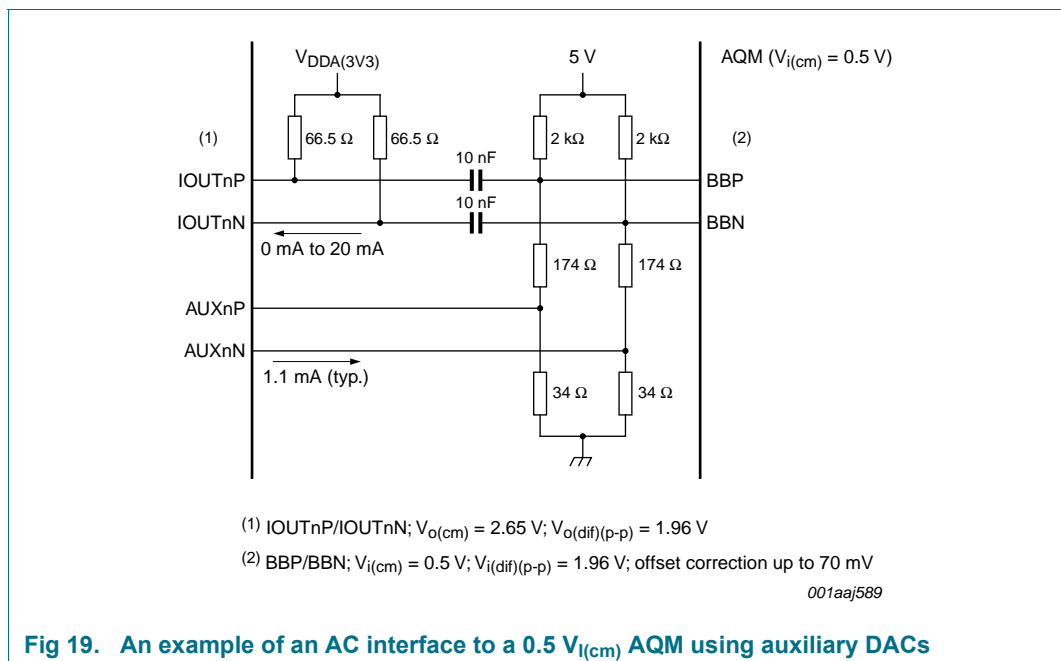 VDDA(3V3)
5 V
AQM (Vi(cm) = 0.5 V)
(1)
66.5 Ω
66.5 Ω
2 kΩ
2 kΩ
(2)
10 nF
IOUTnP
BBP
10 nF
IOUTnN
BBN
0 mA to 20 mA
174 Ω
174 Ω
AUXnP
AUXnN
1.1 mA (typ.)
34 Ω
34 Ω
(1) IOUTnP/IOUTnN; Vo(cm) = 2.65 V; Vo(dif)(p-p) = 1.96 V
(2) BBP/BBN; Vi(cm) = 0.5 V; Vi(dif)(p-p) = 1.96 V; offset correction up to 70 mV
001aaj589
Fig 19. An example of an AC interface to a 0.5 VI(cm) AQM using auxiliary DACs